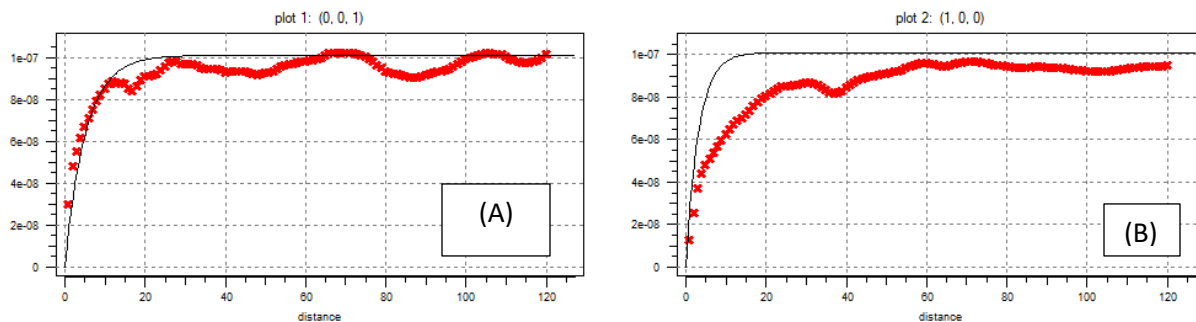 plot 1: (0, 0, 1)
1e-07
8e-08
6e-08
4e-08
2e-08
0
(A)
0 20 40 60 80 100 120
distance
plot 2: (1, 0, 0)
1e-07
8e-08
6e-08
4e-08
2e-08
0
(B)
0 20 40 60 80 100 120
distance